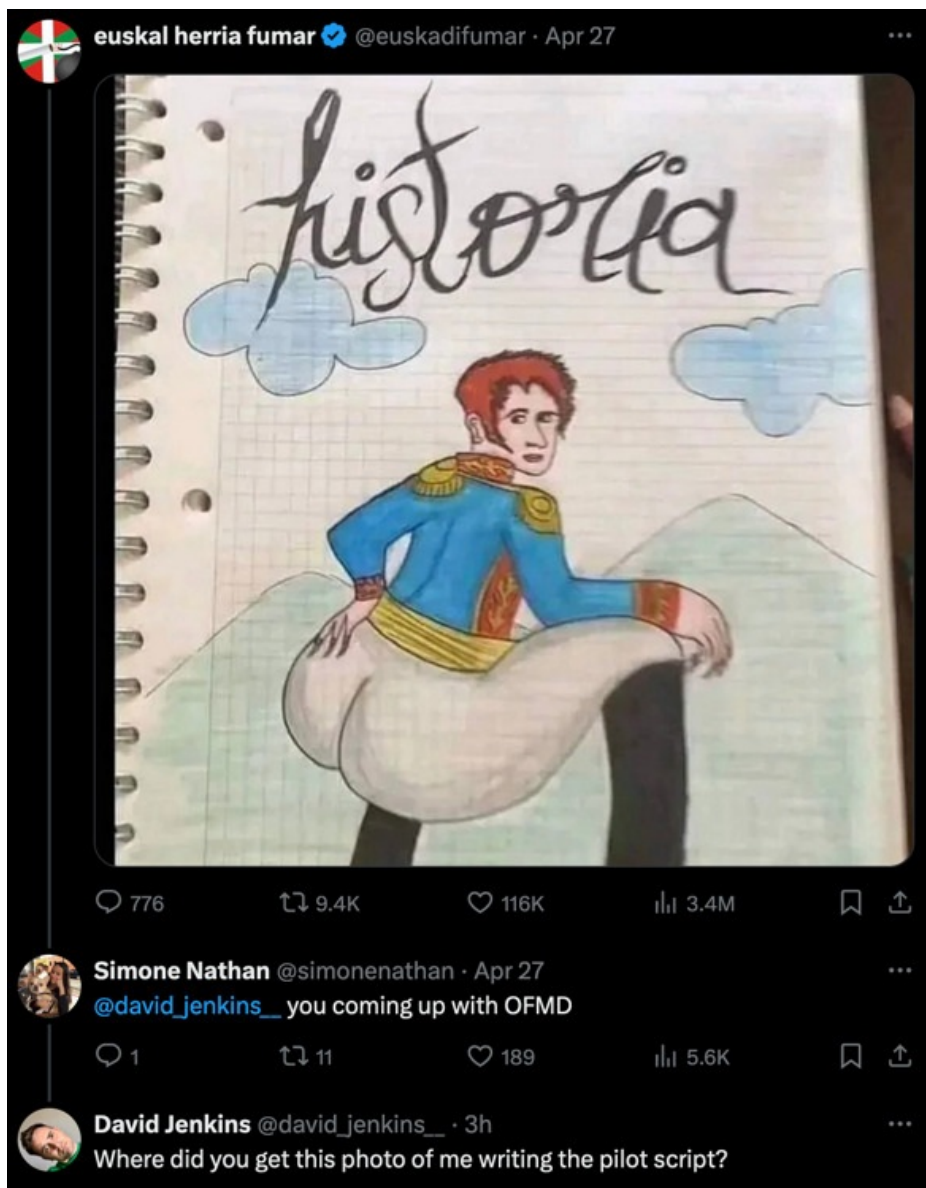 euskal herria fumar @euskadifumar · Apr 27
historia
776 9.4K 116K 3.4M
Simone Nathan @simonenathan · Apr 27
@david_jenkins__ you coming up with OFMD
1 11 189 5.6K
David Jenkins @david_jenkins__ · 3h
Where did you get this photo of me writing the pilot script?